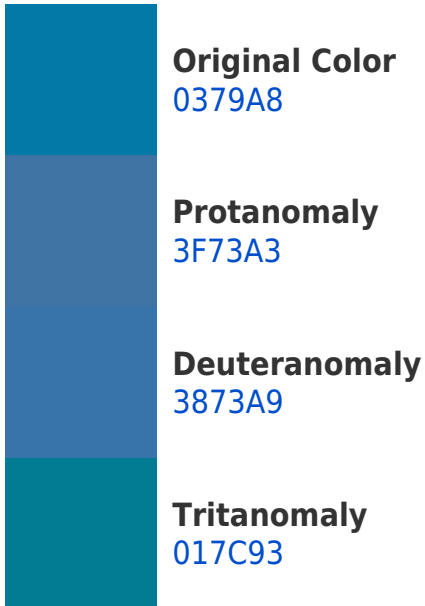 Original Color
0379A8
Protanomaly
3F73A3
Deuteranomaly
3873A9
Tritanomaly
017C93